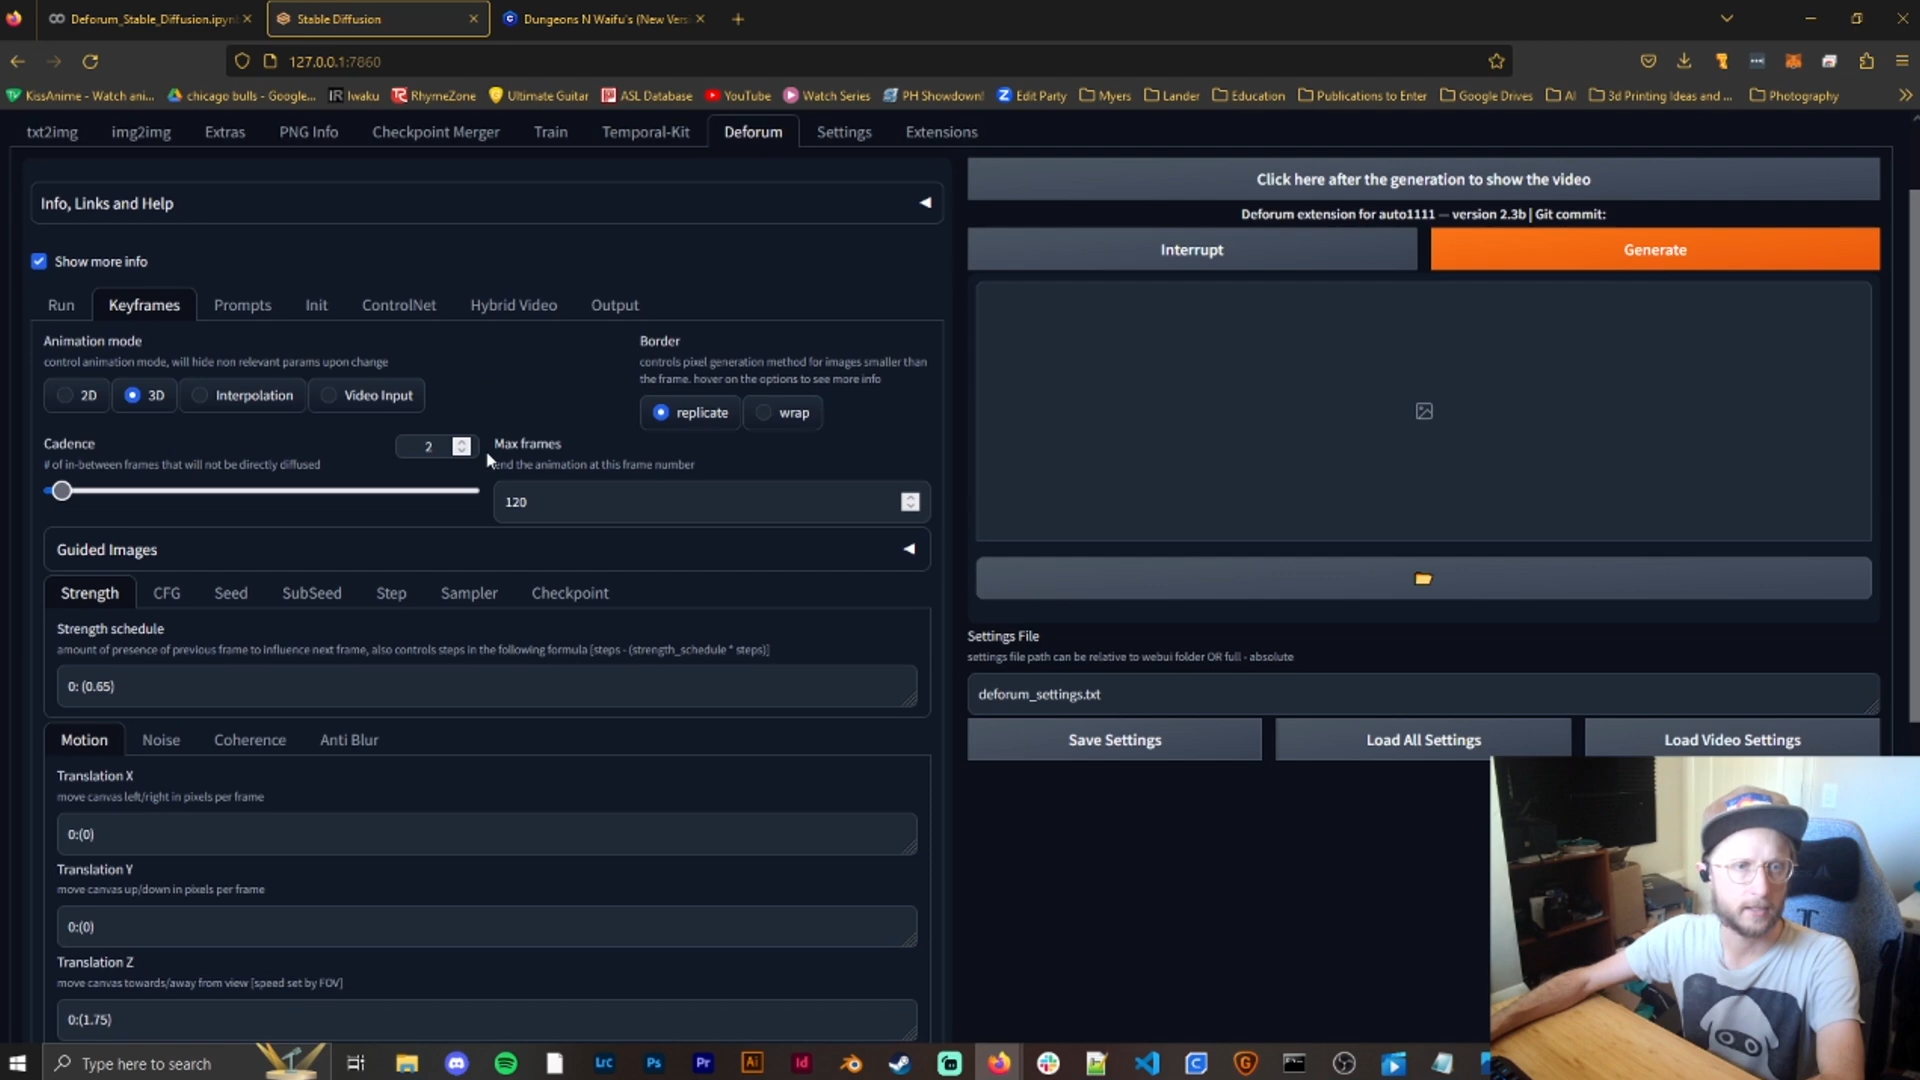 Deforum_Stable_Diffusion.ipyn
Stable Diffusion
Dungeons N Waifu's (New Vers
127.0.0.1:7860
KissAnime - Watch ani...
chicago bulls - Google...
Iwaku
RhymeZone
Ultimate Guitar
ASL Database
YouTube
Watch Series
PH Showdown!
Edit Party
Myers
Lander
Education
Publications to Enter
Google Drives
AI
3d Printing Ideas and ...
Photography
txt2img
img2img
Extras
PNG Info
Checkpoint Merger
Train
Temporal-Kit
Deforum
Settings
Extensions
Info, Links and Help
Show more info
Run
Keyframes
Prompts
Init
ControlNet
Hybrid Video
Output
Animation mode
control animation mode, will hide non relevant params upon change
2D
3D
Interpolation
Video Input
Border
controls pixel generation method for images smaller than
the frame. hover on the options to see more info
replicate
wrap
Cadence
2
# of in-between frames that will not be directly diffused
Max frames
end the animation at this frame number
120
Guided Images
Strength
CFG
Seed
SubSeed
Step
Sampler
Checkpoint
Strength schedule
amount of presence of previous frame to influence next frame, also controls steps in the following formula [steps - (strength_schedule * steps)]
0: (0.65)
Motion
Noise
Coherence
Anti Blur
Translation X
move canvas left/right in pixels per frame
0:(0)
Translation Y
move canvas up/down in pixels per frame
0:(0)
Translation Z
move canvas towards/away from view [speed set by FOV]
0:(1.75)
Click here after the generation to show the video
Deforum extension for auto1111 — version 2.3b | Git commit:
Interrupt
Generate
Settings File
settings file path can be relative to webui folder OR full - absolute
deforum_settings.txt
Save Settings
Load All Settings
Load Video Settings
Type here to search
Lrc
Ps
Pr
Ai
Id